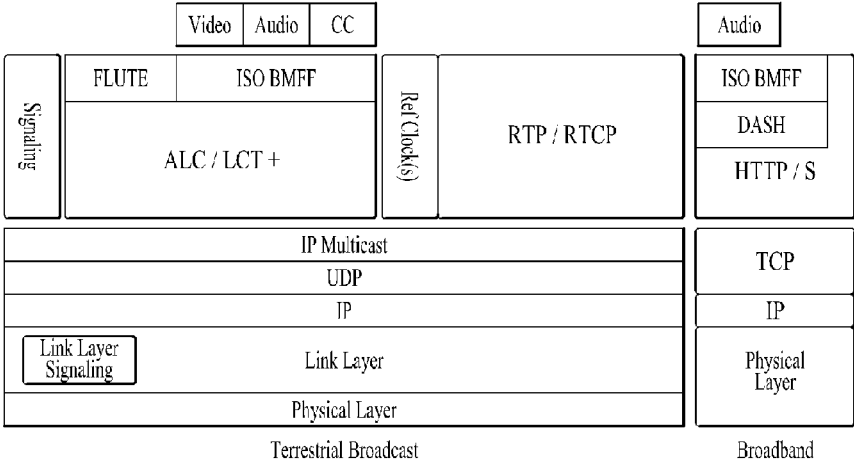 Video Audio CC
Audio
Signaling
FLUTE ISO BMFF
ALC / LCT +
Ref Clock(s)
RTP / RTCP
ISO BMFF
DASH
HTTP / S
IP Multicast
UDP
IP
Link Layer
Signaling
Link Layer
Physical Layer
TCP
IP
Physical
Layer
Terrestrial Broadcast
Broadband